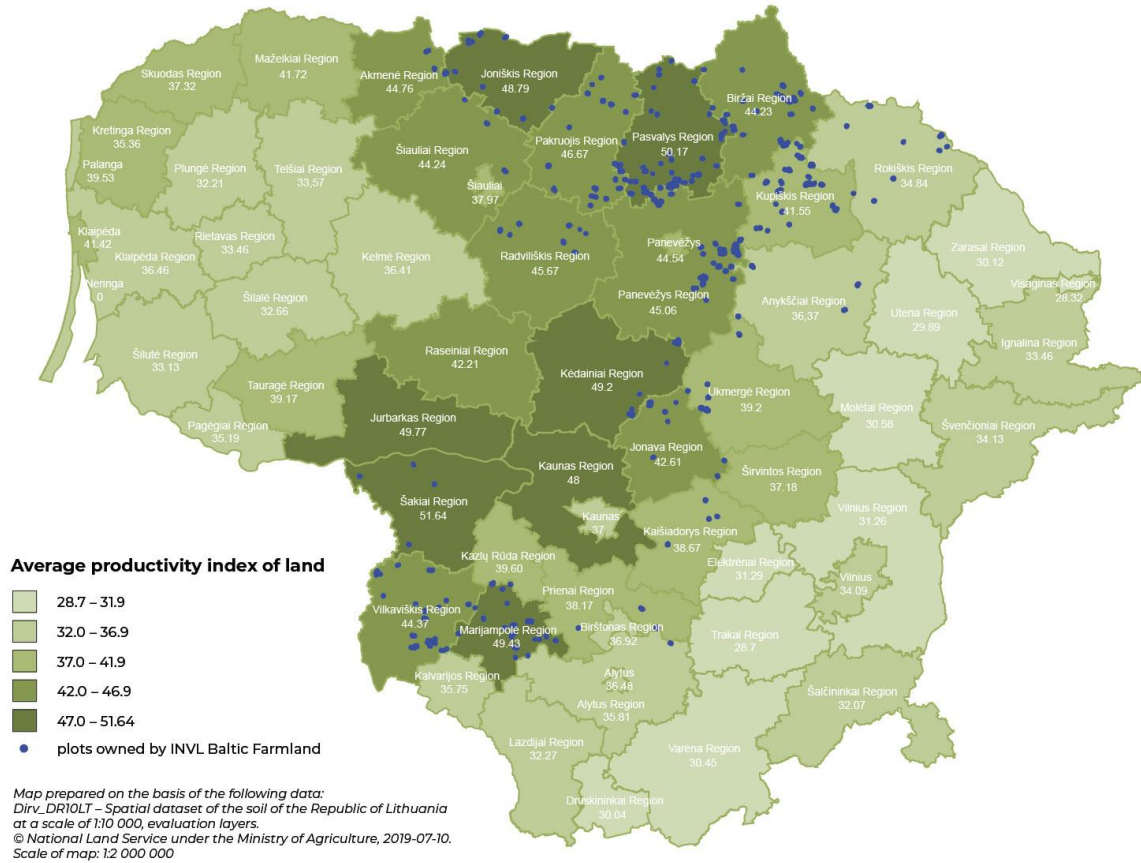 Mažeikiai Region
41.72
Skuodas Region
37.32
Akmenė Region
44.76
Joniškis Region
48.79
Biržai Region
44.23
Kretinga Region
35.36
Palanga
39.53
Plungė Region
32.21
Telšiai Region
33,57
Šiauliai Region
44.24
Šiauliai
37.97
Pakruojis Region
46.67
Pasvalys Region
50.17
Rokiškis Region
34.84
Kupiškis Region
41.55
Klaipėda
41.42
Klaipėda Region
36.46
Rietavas Region
33.46
Kelmė Region
36.41
Radviliškis Region
45.67
Panevėžys
44.54
Panevėžys Region
45.06
Zarasai Region
30.12
Visaginas Region
28.32
Neringa
0
Šilalė Region
32.66
Anykščiai Region
36,37
Utena Region
29.89
Ignalina Region
33.46
Šilutė Region
33.13
Tauragė Region
39.17
Raseiniai Region
42.21
Kėdainiai Region
49.2
Ukmergė Region
39.2
Molėtai Region
30.58
Švenčioniai Region
34.13
Pagėgiai Region
35.19
Jurbarkas Region
49.77
Jonava Region
42.61
Kaunas Region
48
Širvintos Region
37.18
Šakiai Region
51.64
Kaunas
37
Kaišiadorys Region
38.67
Vilnius Region
31.26
Kazlų Rūda Region
39.60
Elektrėnai Region
31.29
Vilnius
34.09
Prienai Region
38.17
Vilkaviškis Region
44.37
Marijampolė Region
49.43
Birštonas Region
36.92
Trakai Region
28.7
Kalvarijos Region
35.75
Alytus
36.48
Alytus Region
35.81
Šalčininkai Region
32.07
Lazdijai Region
32.27
Varėna Region
30.45
Druskininkai Region
30.04
Average productivity index of land
28.7 – 31.9
32.0 – 36.9
37.0 – 41.9
42.0 – 46.9
47.0 – 51.64
plots owned by INVL Baltic Farmland
Map prepared on the basis of the following data:
Dirv_DR10LT – Spatial dataset of the soil of the Republic of Lithuania
at a scale of 1:10 000, evaluation layers.
© National Land Service under the Ministry of Agriculture, 2019-07-10.
Scale of map: 1:2 000 000